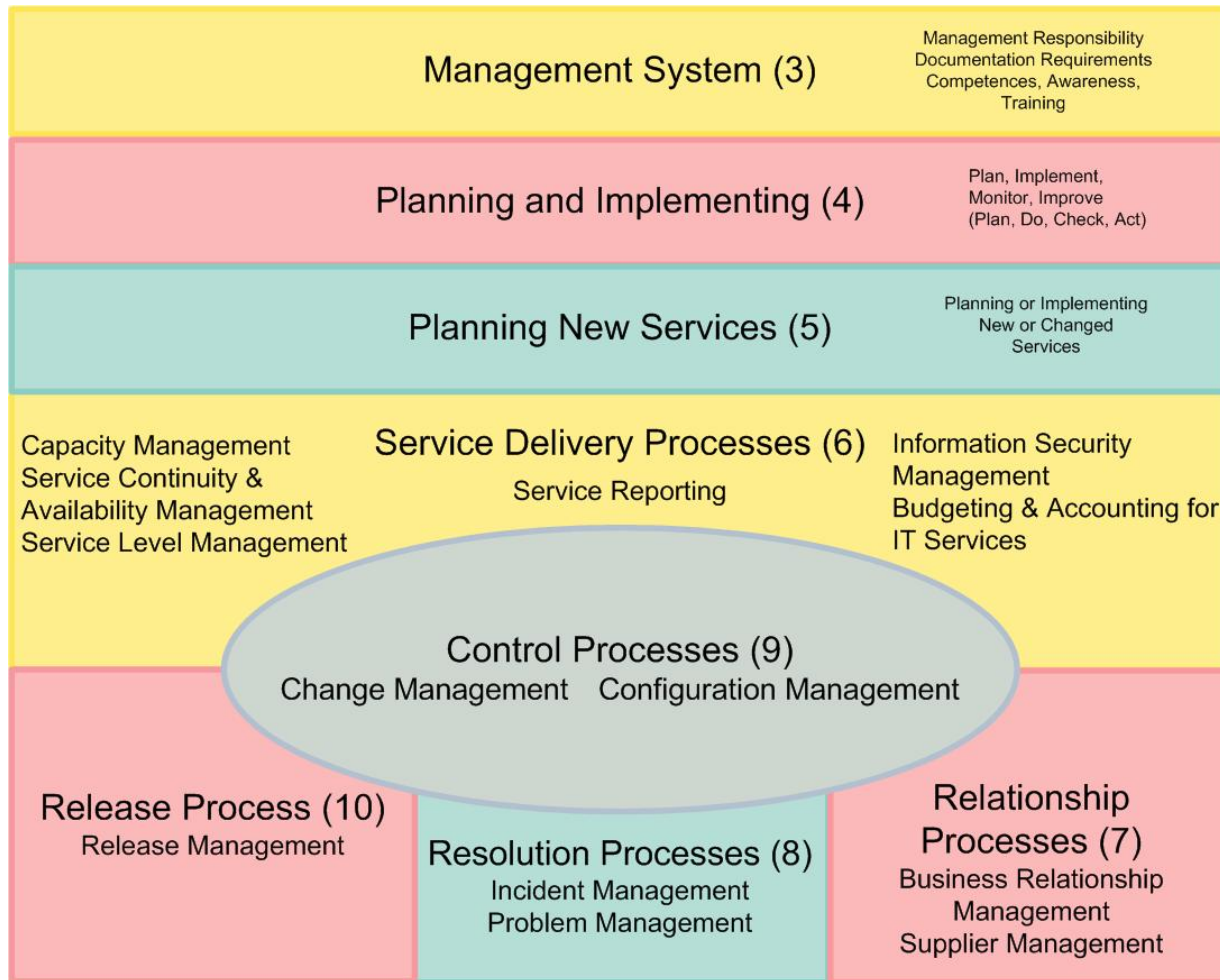 Management System (3)
Management Responsibility
Documentation Requirements
Competences, Awareness,
Training
Planning and Implementing (4)
Plan, Implement,
Monitor, Improve
(Plan, Do, Check, Act)
Planning New Services (5)
Planning or Implementing
New or Changed
Services
Capacity Management
Service Continuity &
Availability Management
Service Level Management
Service Delivery Processes (6)
Service Reporting
Information Security
Management
Budgeting & Accounting for
IT Services
Control Processes (9)
Change Management Configuration Management
Release Process (10)
Release Management
Resolution Processes (8)
Incident Management
Problem Management
Relationship
Processes (7)
Business Relationship
Management
Supplier Management